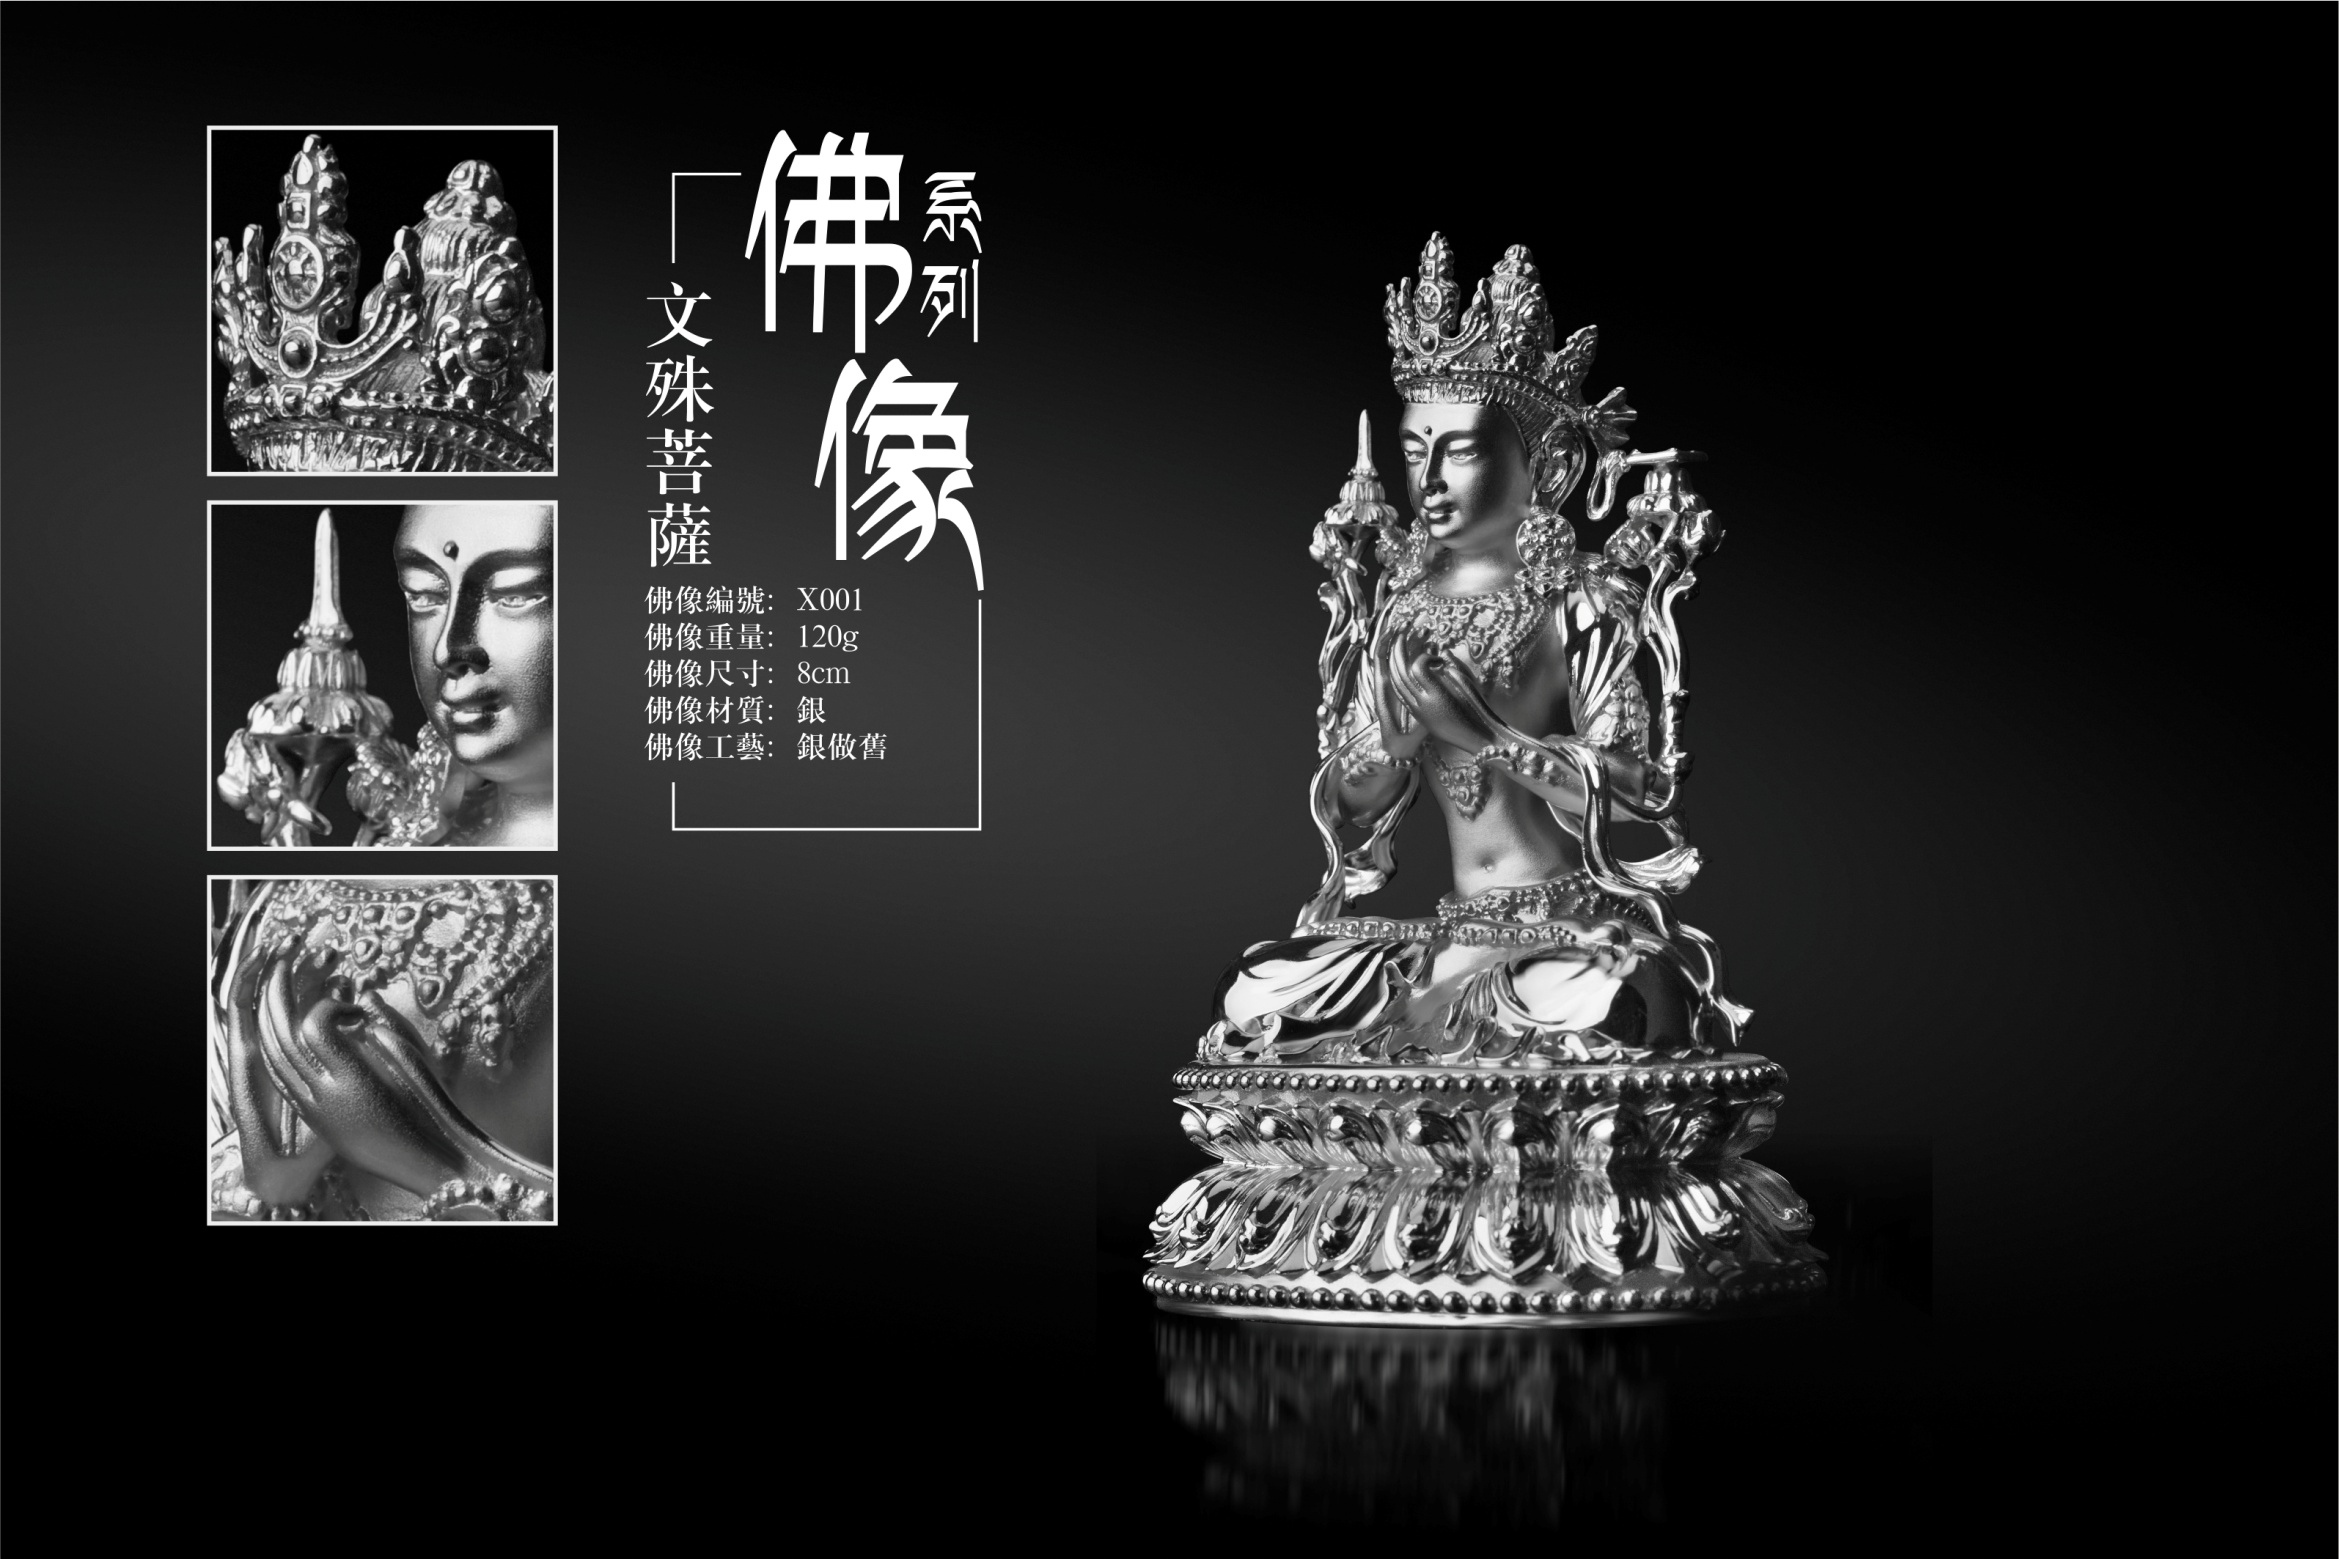 佛像
系列
文殊菩薩
佛像編號： X001
佛像重量： 120g
佛像尺寸： 8cm
佛像材質： 銀
佛像工藝： 銀做舊